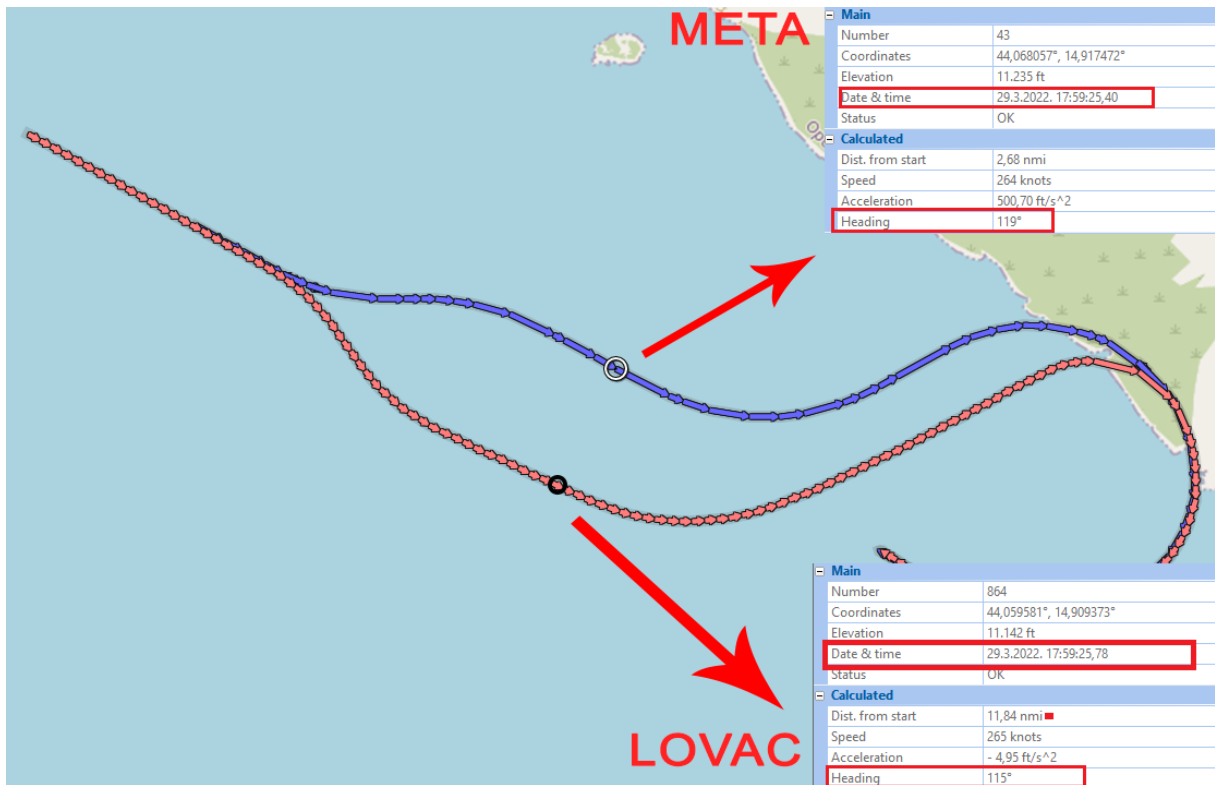 META
Main
Number 43
Coordinates 44,068057°, 14,917472°
Elevation 11.235 ft
Date & time 29.3.2022. 17:59:25,40
Status OK
Calculated
Dist. from start 2,68 nmi
Speed 264 knots
Acceleration 500,70 ft/s^2
Heading 119°
LOVAC
Main
Number 864
Coordinates 44,059581°, 14,909373°
Elevation 11.142 ft
Date & time 29.3.2022. 17:59:25,78
Status OK
Calculated
Dist. from start 11,84 nmi
Speed 265 knots
Acceleration - 4,95 ft/s^2
Heading 115°